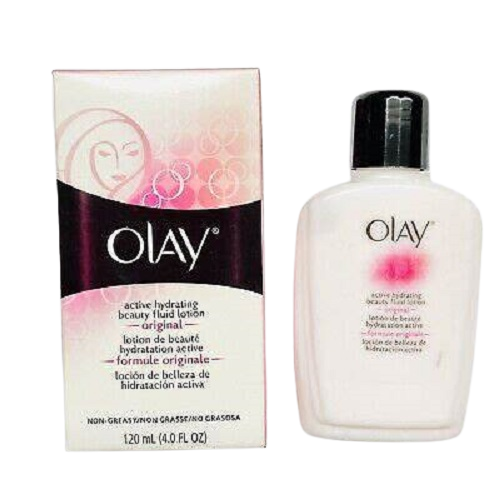 OLAY®
active hydrating
beauty fluid lotion
original
lotion de beauté
hydratation active
formule originale
loción de belleza de
hidratación activa
NON-GREASY/NON GRASSE/NO GRASOSA
120 mL (4.0 FL OZ)
OLAY®
active hydrating
beauty fluid lotion
original
lotion de beauté
hydratation active
formule originale
loción de belleza
hidratación activa